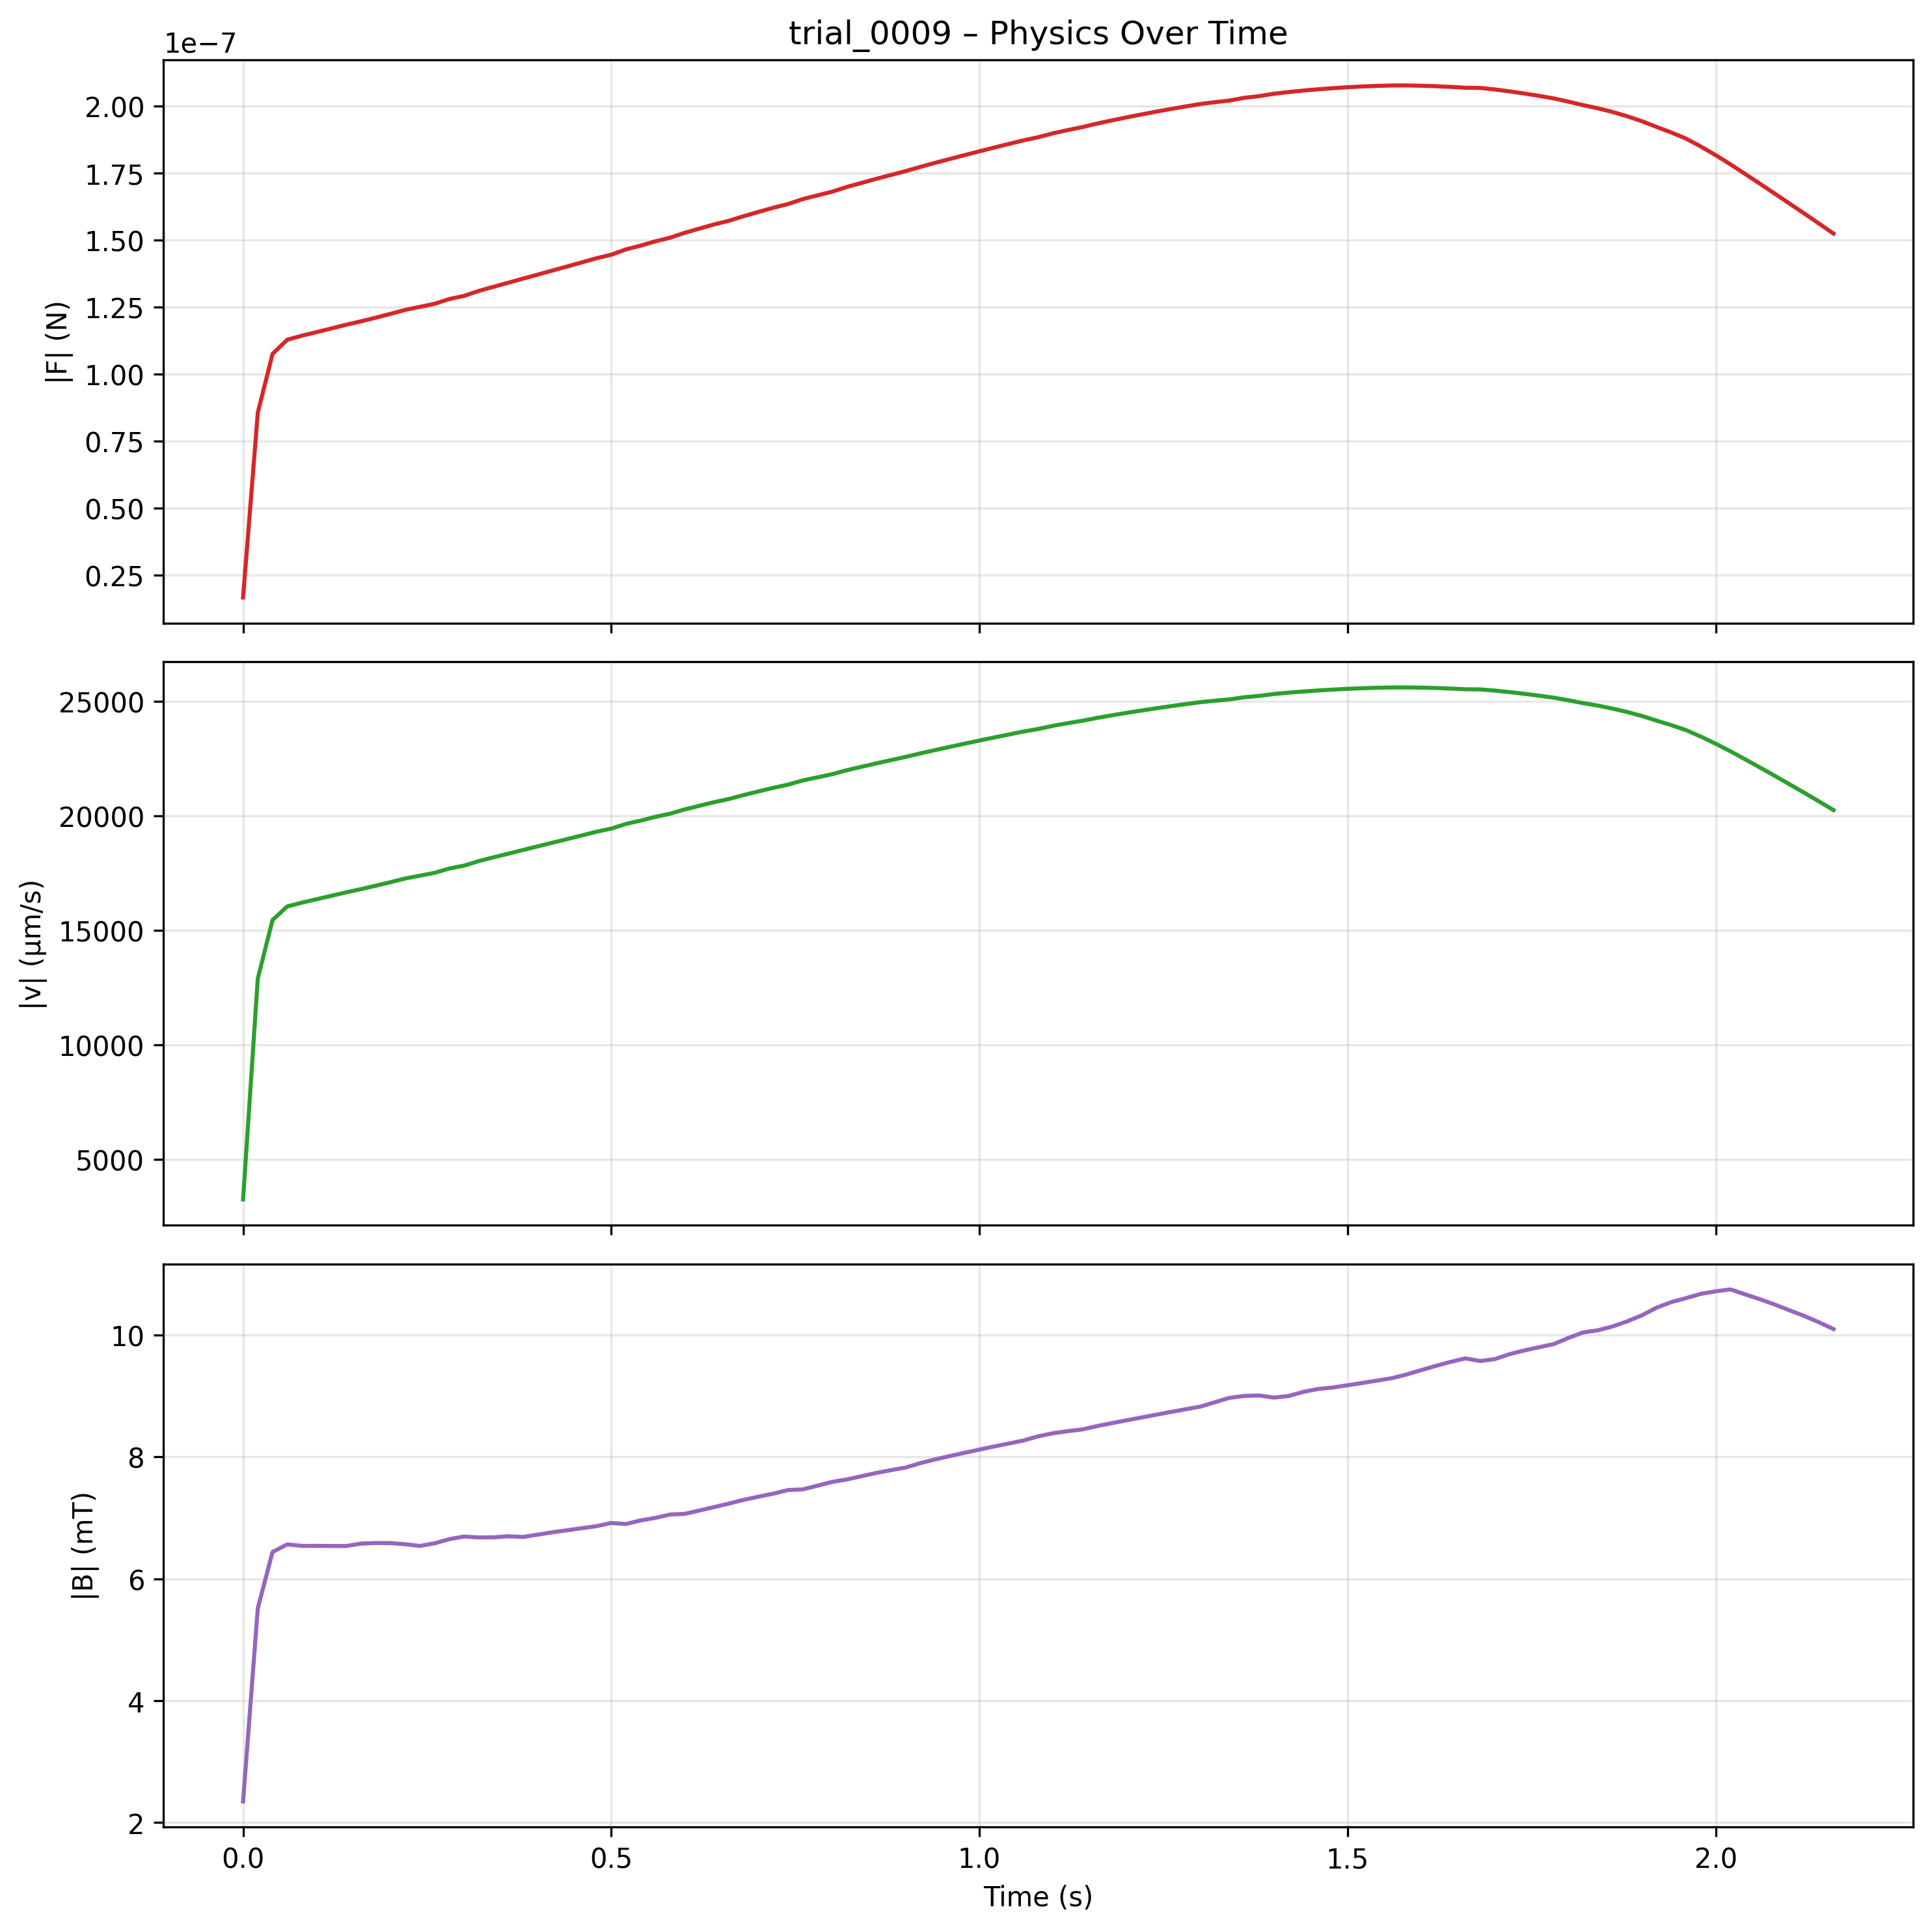 trial_0009 – Physics Over Time
1e−7
2.00
1.75
1.50
1.25
1.00
0.75
0.50
0.25
|F| (N)
25000
20000
15000
10000
5000
|v| (µm/s)
10
8
6
4
2
|B| (mT)
0.0 0.5 1.0 1.5 2.0
Time (s)